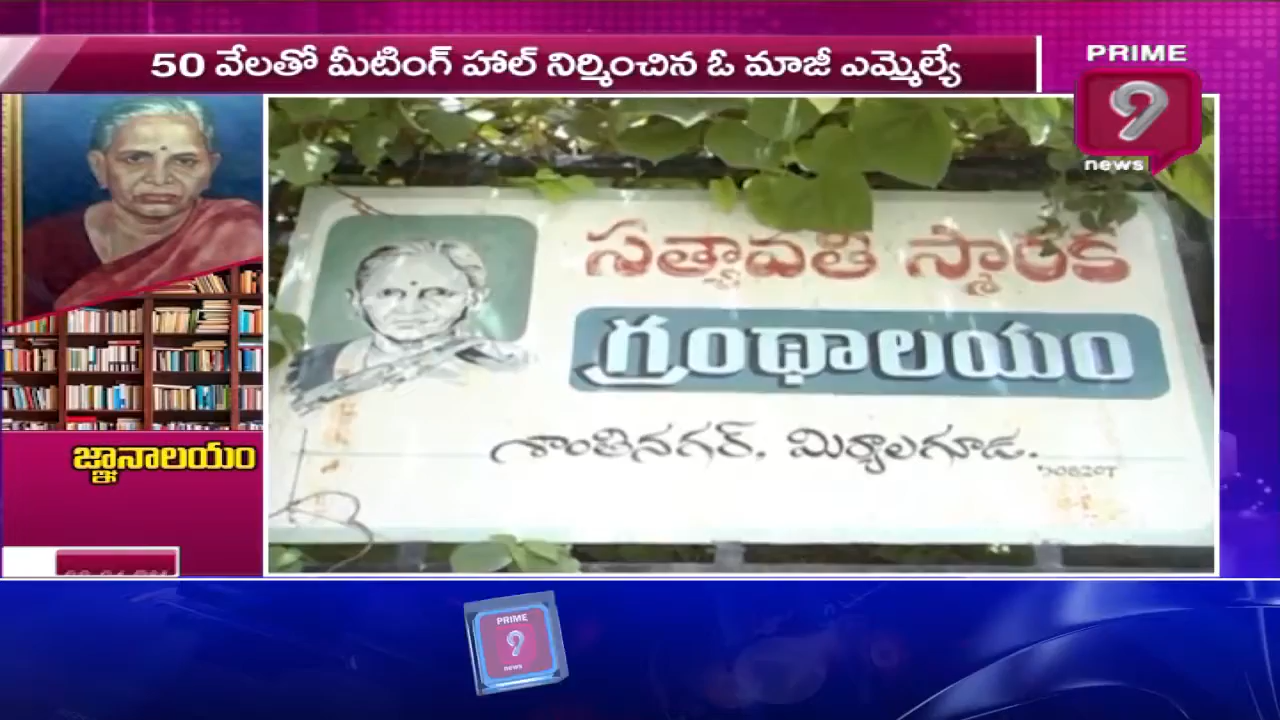 50 వేలతో మీటింగ్ హాల్ నిర్మించిన ఓ మాజీ ఎమ్మెల్యే
PRIME
9
news
సత్యావతి స్మారక
గ్రంథాలయం
శాంతినగర్, మిర్యాలగూడ.
జ్ఞానాలయం
PRIME
9
news